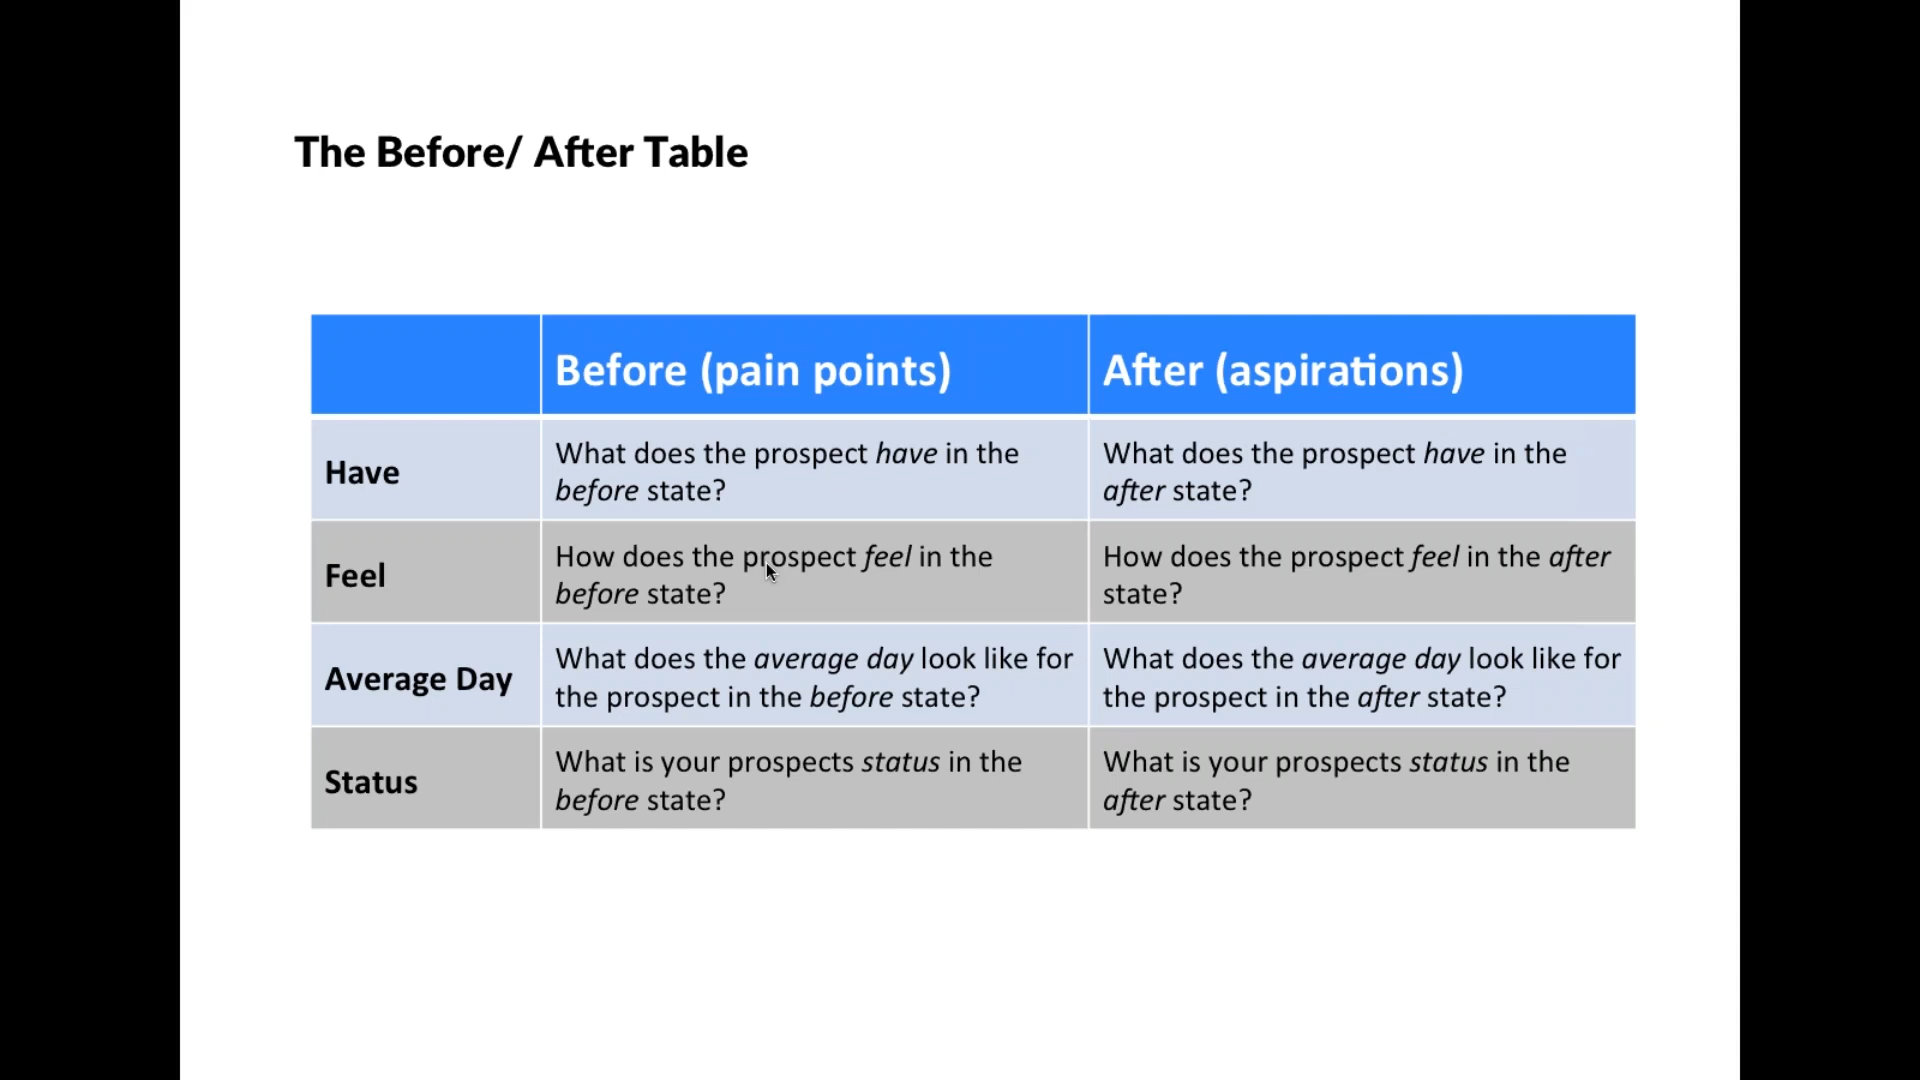 The Before/ After Table
Before (pain points)
After (aspirations)
Have
What does the prospect have in the
before state?
What does the prospect have in the
after state?
Feel
How does the prospect feel in the
before state?
How does the prospect feel in the after
state?
Average Day
What does the average day look like for
the prospect in the before state?
What does the average day look like for
the prospect in the after state?
Status
What is your prospects status in the
before state?
What is your prospects status in the
after state?